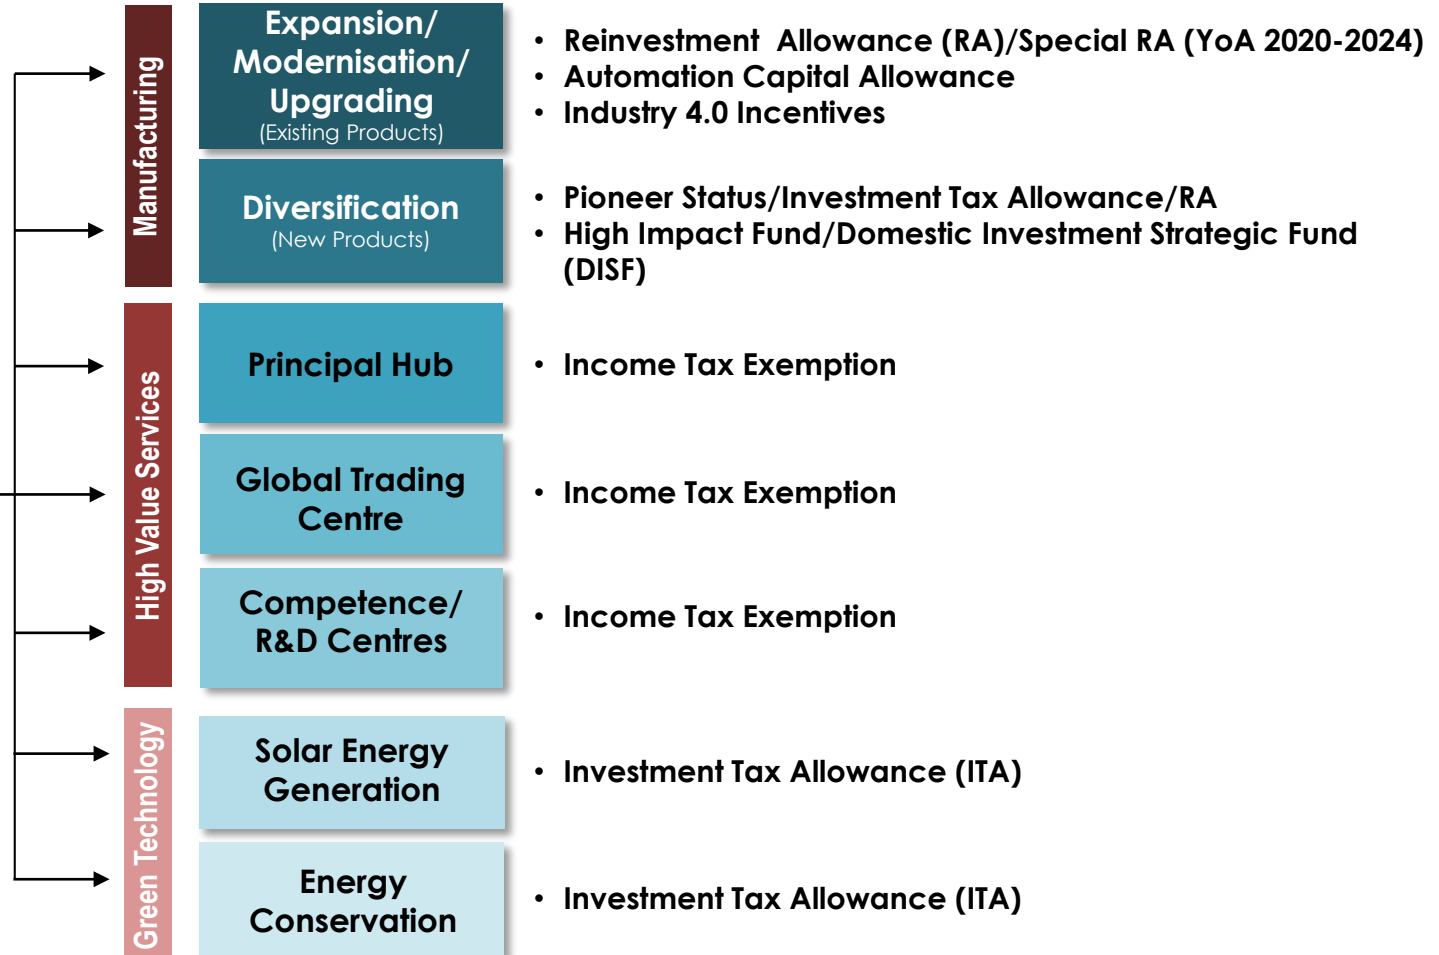 Manufacturing
Expansion/
Modernisation/
Upgrading
(Existing Products)
• Reinvestment Allowance (RA)/Special RA (YoA 2020-2024)
• Automation Capital Allowance
• Industry 4.0 Incentives
Diversification
(New Products)
• Pioneer Status/Investment Tax Allowance/RA
• High Impact Fund/Domestic Investment Strategic Fund
(DISF)
High Value Services
Principal Hub
• Income Tax Exemption
Global Trading
Centre
• Income Tax Exemption
Competence/
R&D Centres
• Income Tax Exemption
Green Technology
Solar Energy
Generation
• Investment Tax Allowance (ITA)
Energy
Conservation
• Investment Tax Allowance (ITA)